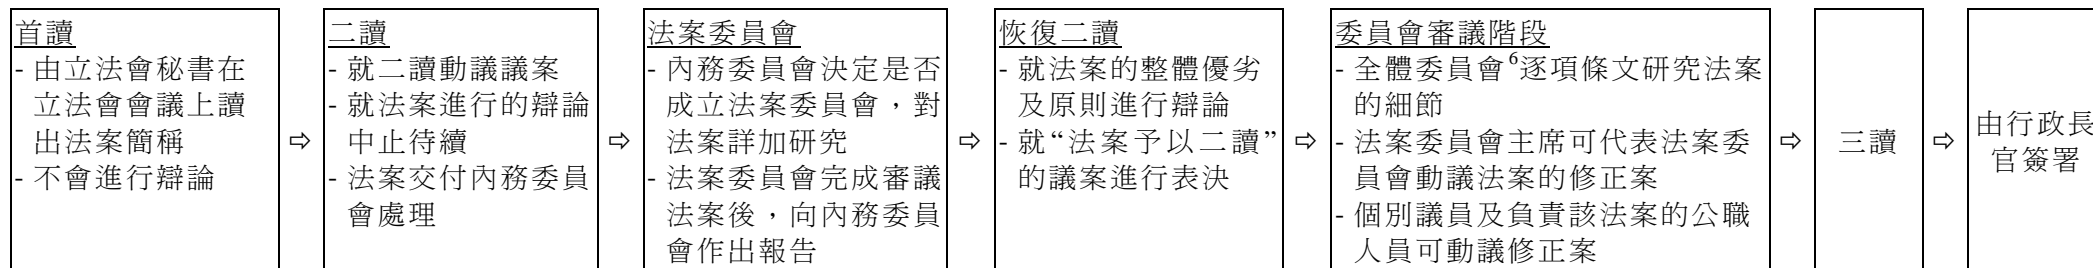 首讀
- 由立法會秘書在
立法會會議上讀
出法案簡稱
- 不會進行辯論
⇨
二讀
- 就二讀動議議案
- 就法案進行的辯論
中止待續
- 法案交付內務委員
會處理
⇨
法案委員會
- 內務委員會決定是否
成立法案委員會，對
法案詳加研究
- 法案委員會完成審議
法案後，向內務委員
會作出報告
⇨
恢復二讀
- 就法案的整體優劣
及原則進行辯論
- 就“法案予以二讀”
的議案進行表決
⇨
委員會審議階段
- 全體委員會6逐項條文研究法案
的細節
- 法案委員會主席可代表法案委
員會動議法案的修正案
- 個別議員及負責該法案的公職
人員可動議修正案
⇨
三讀
⇨
由行政長
官簽署